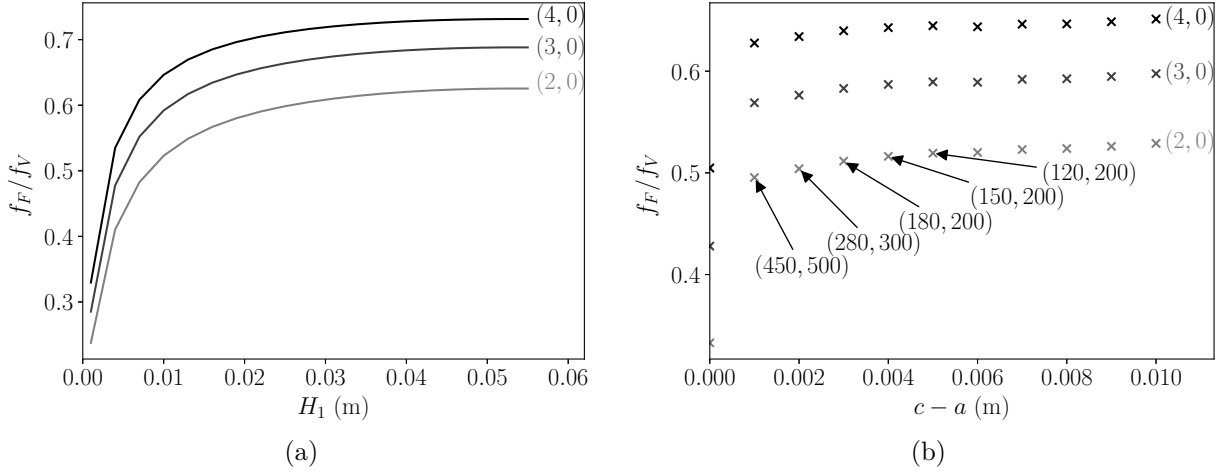 (4, 0)
(3, 0)
(2, 0)
0.7
0.6
0.5
0.4
0.3
f_F/f_V
0.00 0.01 0.02 0.03 0.04 0.05 0.06
H_1 (m)
(a)
(4, 0)
(3, 0)
(2, 0)
(120, 200)
(150, 200)
(180, 200)
(280, 300)
(450, 500)
0.6
0.5
0.4
f_F/f_V
0.000 0.002 0.004 0.006 0.008 0.010
c − a (m)
(b)